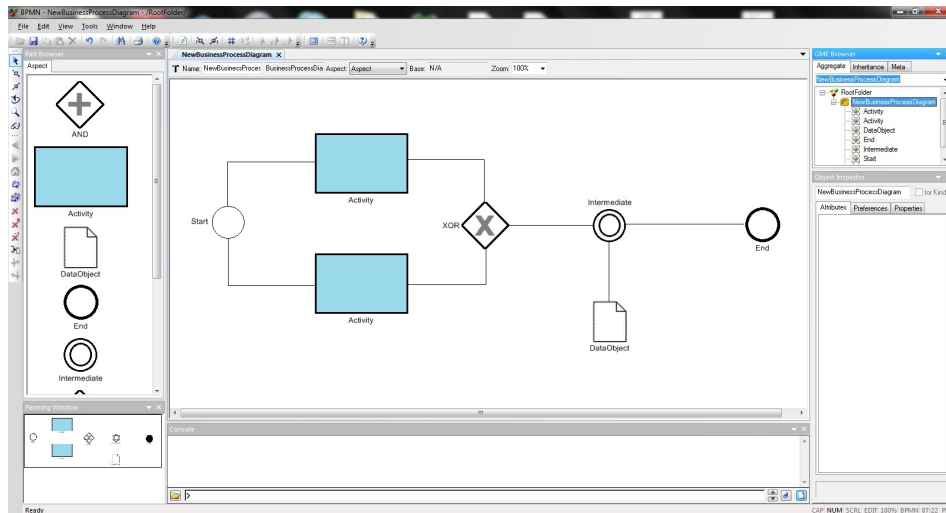 BPMN - NewBusinessProcessDiagram - /RootFolder/
File Edit View Tools Window Help
Part Browser
Aspect
AND
Activity
DataObject
End
Intermediate
Panning Window
NewBusinessProcessDiagram
Name: NewBusinessProces BusinessProcessDia Aspect: Aspect Base: N/A Zoom: 100%
Start
Activity
Activity
XOR
Intermediate
DataObject
End
Console
>
GME Browser
Aggregate Inheritance Meta
NewBusinessProcessDiagram
RootFolder
NewBusinessProcessDiagram
Activity
Activity
DataObject
End
Intermediate
Start
Object Inspector
NewBusinessProcessDiagram for Kind
Attributes Preferences Properties
Ready
CAP NUM SCRL EDIT 100% BPMN 07:22 P